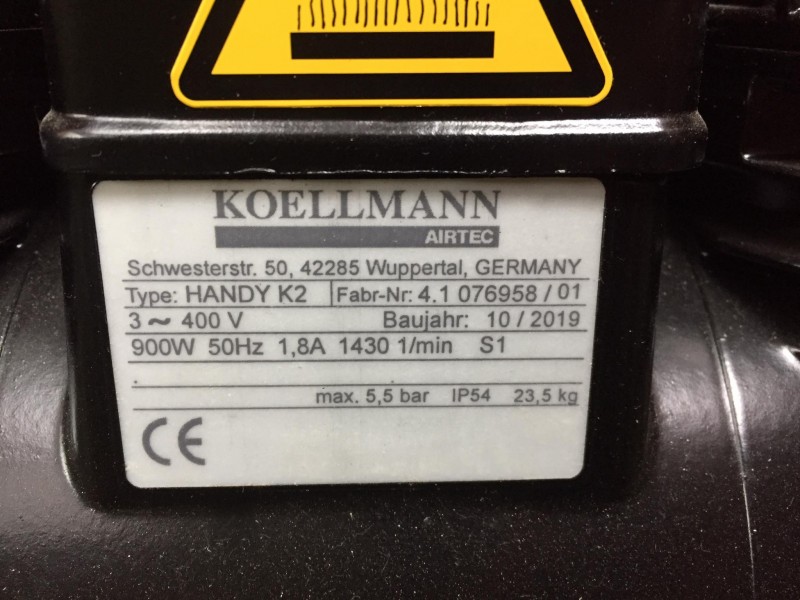 KOELLMANN
AIRTEC
Schwesterstr. 50, 42285 Wuppertal, GERMANY
Type: HANDY K2 Fabr-Nr: 4.1 076958 / 01
3 ~ 400 V Baujahr: 10 / 2019
900W 50Hz 1,8A 1430 1/min S1
max. 5,5 bar IP54 23,5 kg
CE